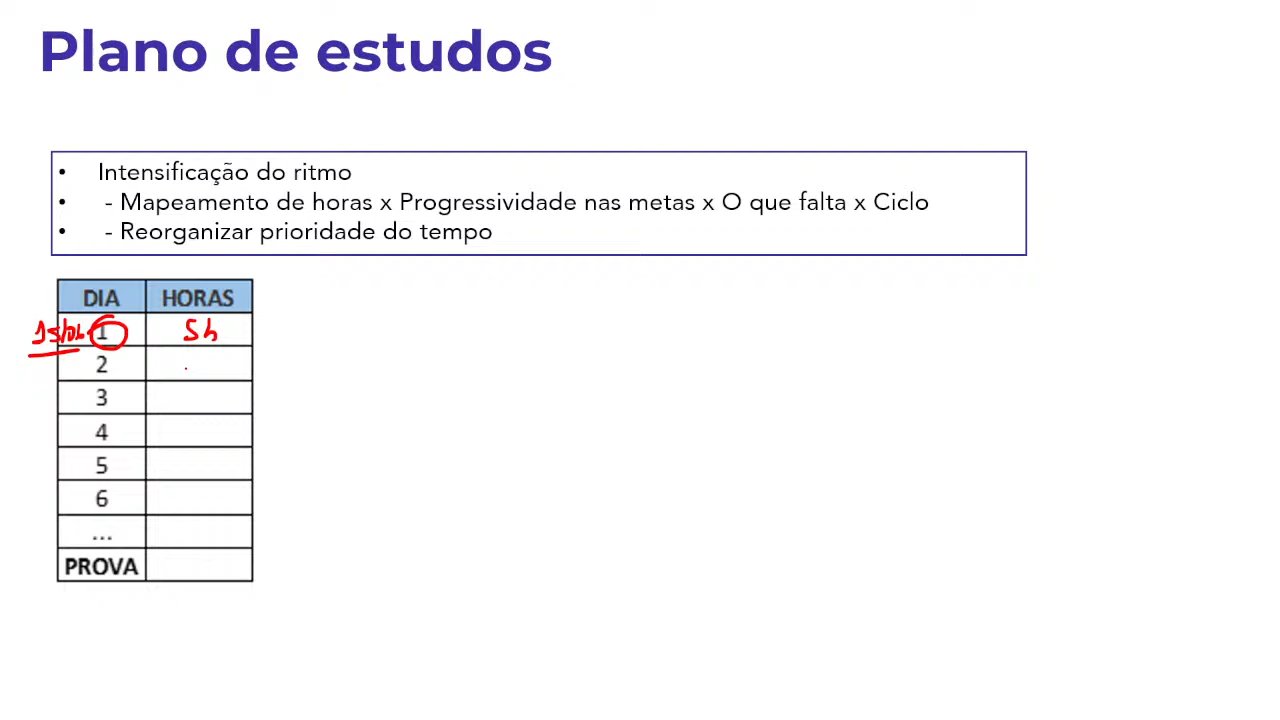 Plano de estudos
• Intensificação do ritmo
• - Mapeamento de horas x Progressividade nas metas x O que falta x Ciclo
• - Reorganizar prioridade do tempo
DIA HORAS
1 5h
2
3
4
5
6
...
PROVA